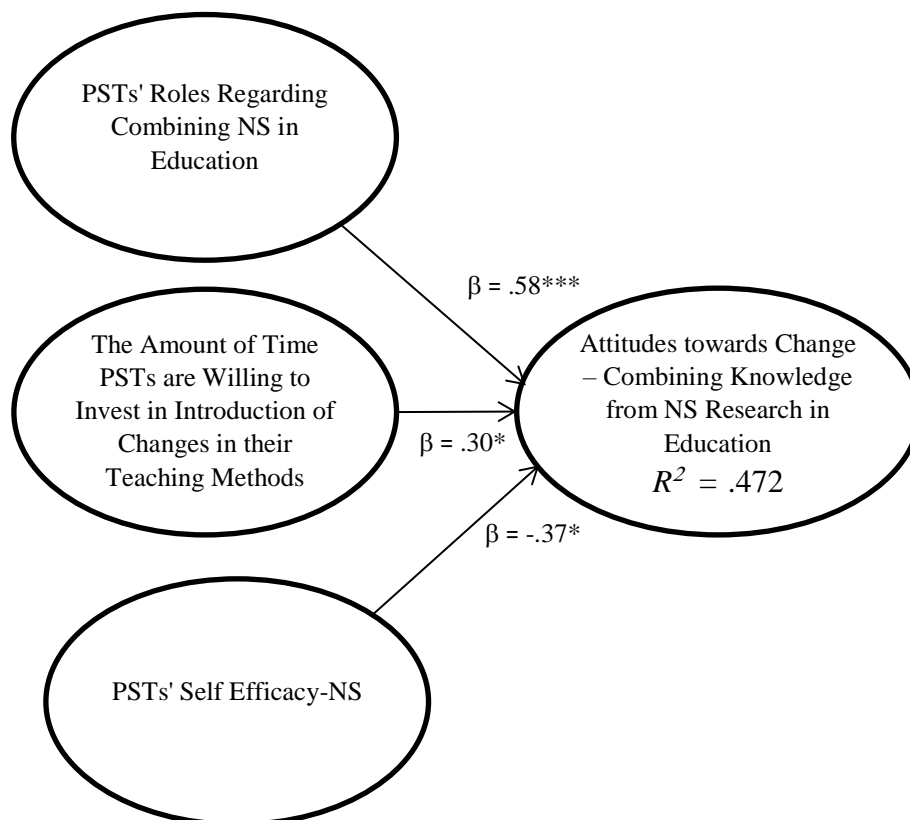 PSTs' Roles Regarding
Combining NS in
Education
β = .58***
The Amount of Time
PSTs are Willing to
Invest in Introduction of
Changes in their
Teaching Methods
β = .30*
Attitudes towards Change
– Combining Knowledge
from NS Research in
Education
R² = .472
β = -.37*
PSTs' Self Efficacy-NS